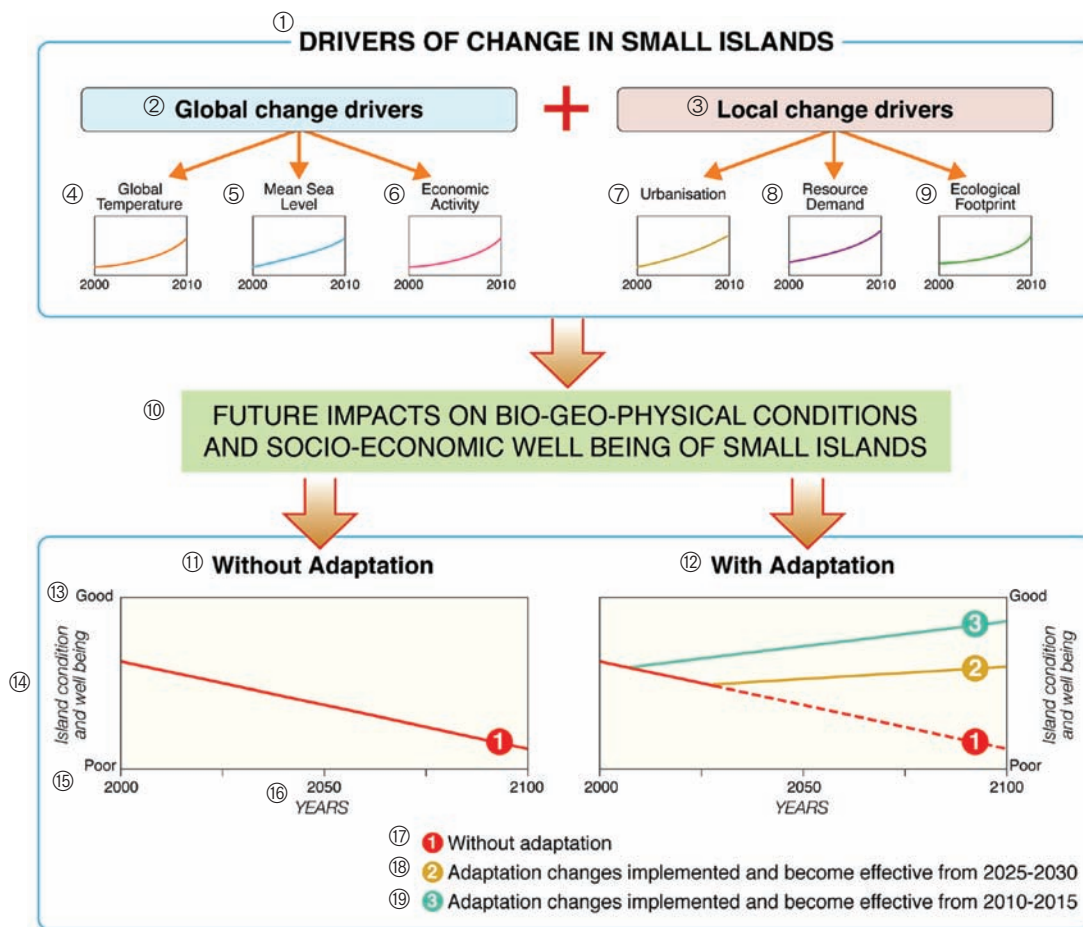 ① DRIVERS OF CHANGE IN SMALL ISLANDS
② Global change drivers
③ Local change drivers
④ Global
Temperature
⑤ Mean Sea
Level
⑥ Economic
Activity
⑦ Urbanisation
⑧ Resource
Demand
⑨ Ecological
Footprint
2000 2010
2000 2010
2000 2010
2000 2010
2000 2010
2000 2010
⑩ FUTURE IMPACTS ON BIO-GEO-PHYSICAL CONDITIONS
AND SOCIO-ECONOMIC WELL BEING OF SMALL ISLANDS
⑪ Without Adaptation
⑬ Good
⑭ Island condition
and well being
1
⑮ Poor
2000 2050 2100
⑯ YEARS
⑫ With Adaptation
Good
3
2
1
Island condition
and well being
Poor
2000 2050 2100
YEARS
⑰ 1 Without adaptation
⑱ 2 Adaptation changes implemented and become effective from 2025-2030
⑲ 3 Adaptation changes implemented and become effective from 2010-2015